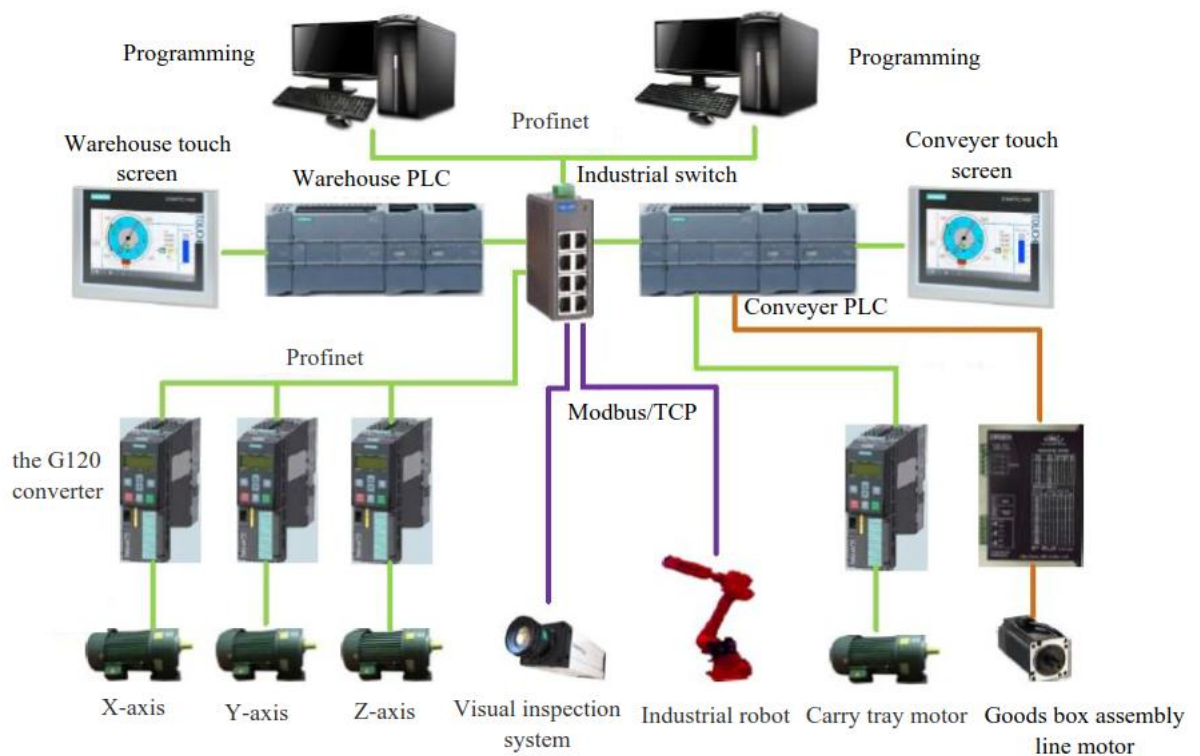 Programming
Programming
Profinet
Warehouse touch
screen
Warehouse PLC
Industrial switch
Conveyer touch
screen
Conveyer PLC
Profinet
Modbus/TCP
the G120
converter
X-axis
Y-axis
Z-axis
Visual inspection
system
Industrial robot
Carry tray motor
Goods box assembly
line motor